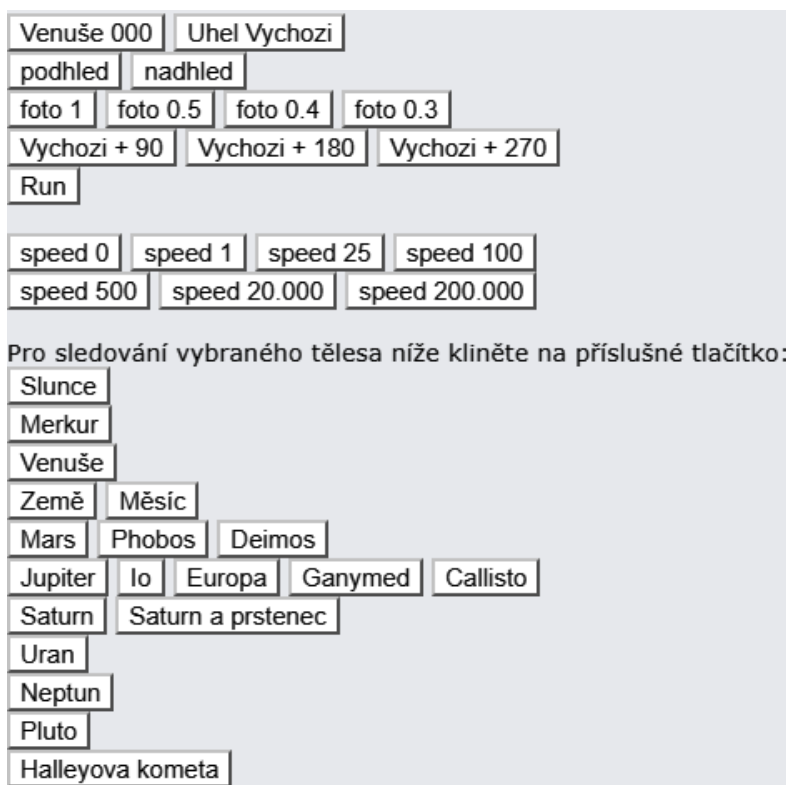 Venuše 000 Uhel Vychozi
podhled nadhled
foto 1 foto 0.5 foto 0.4 foto 0.3
Vychozi + 90 Vychozi + 180 Vychozi + 270
Run
speed 0 speed 1 speed 25 speed 100
speed 500 speed 20.000 speed 200.000
Pro sledování vybraného tělesa níže kliněte na příslušné tlačítko:
Slunce
Merkur
Venuše
Země Měsíc
Mars Phobos Deimos
Jupiter Io Europa Ganymed Callisto
Saturn Saturn a prstenec
Uran
Neptun
Pluto
Halleyova kometa